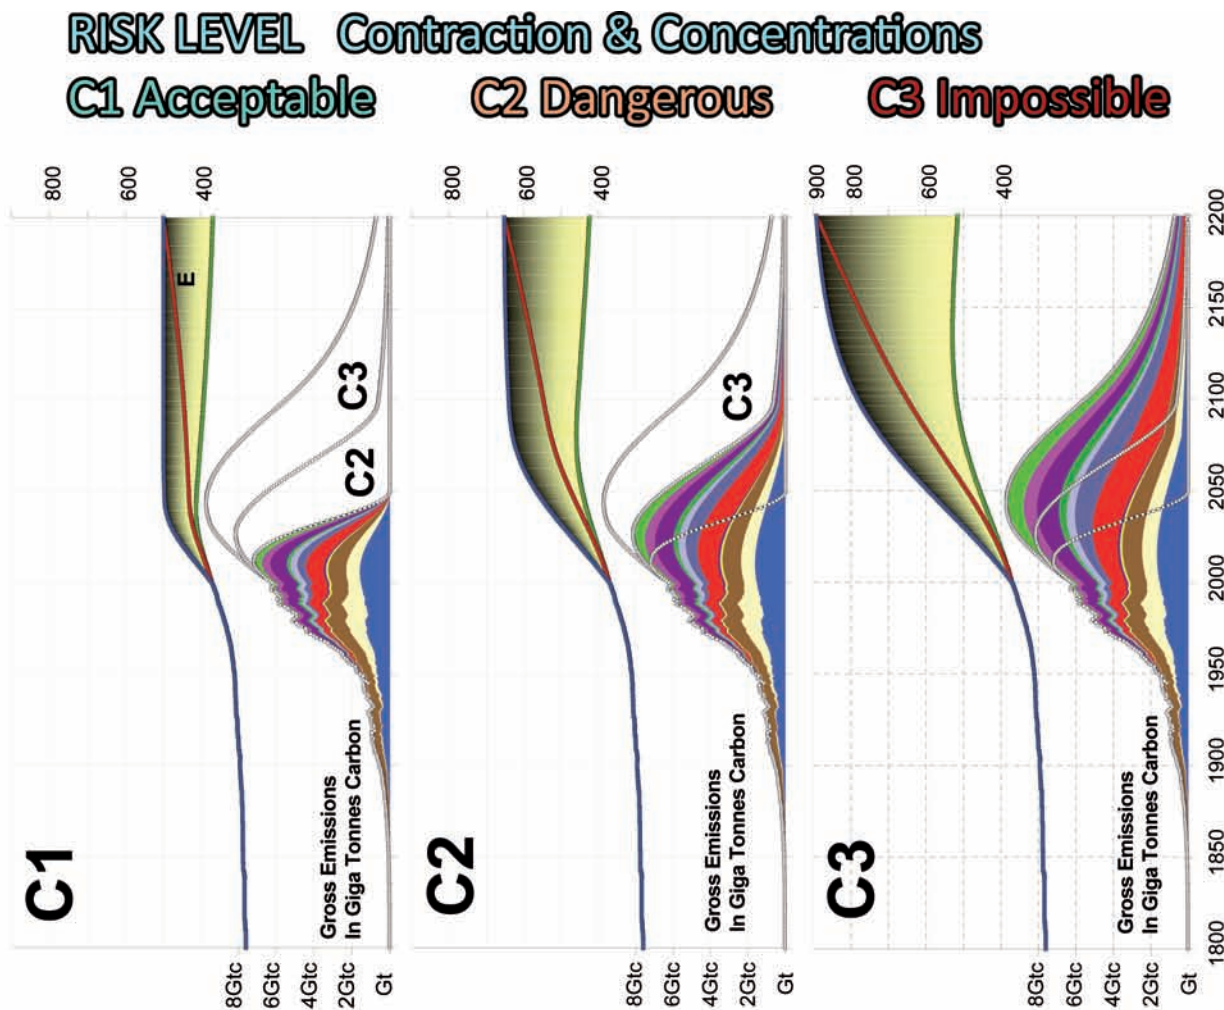 RISK LEVEL Contraction & Concentrations
C1 Acceptable
C2 Dangerous
C3 Impossible
C1
Gross Emissions
In Giga Tonnes Carbon
8Gtc
6Gtc
4Gtc
2Gtc
Gt
800
600
400
E
C3
C2
C2
Gross Emissions
In Giga Tonnes Carbon
8Gtc
6Gtc
4Gtc
2Gtc
Gt
800
600
400
C3
C3
Gross Emissions
In Giga Tonnes Carbon
8Gtc
6Gtc
4Gtc
2Gtc
Gt
900
800
600
400
1800
1850
1900
1950
2000
2050
2100
2150
2200